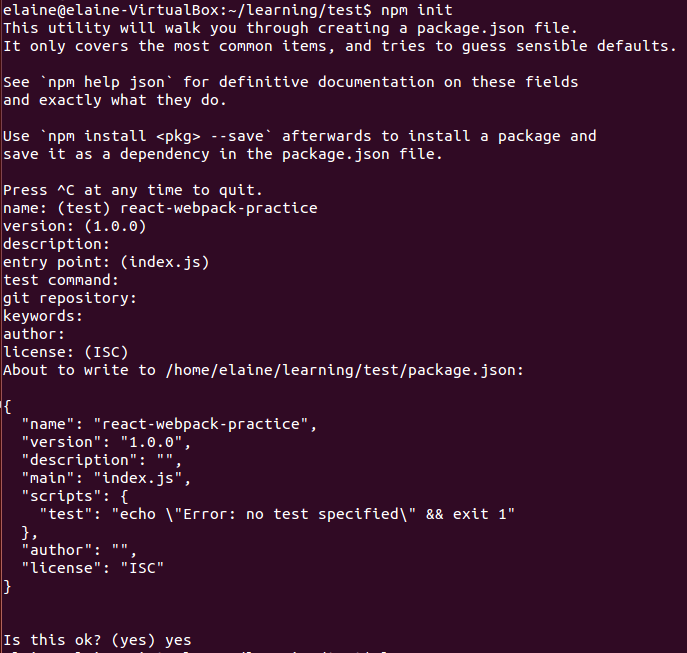 elaine@elaine-VirtualBox:~/learning/test$ npm init
This utility will walk you through creating a package.json file.
It only covers the most common items, and tries to guess sensible defaults.
See `npm help json` for definitive documentation on these fields
and exactly what they do.
Use `npm install <pkg> --save` afterwards to install a package and
save it as a dependency in the package.json file.
Press ^C at any time to quit.
name: (test) react-webpack-practice
version: (1.0.0)
description:
entry point: (index.js)
test command:
git repository:
keywords:
author:
license: (ISC)
About to write to /home/elaine/learning/test/package.json:
{
  "name": "react-webpack-practice",
  "version": "1.0.0",
  "description": "",
  "main": "index.js",
  "scripts": {
    "test": "echo \"Error: no test specified\" && exit 1"
  },
  "author": "",
  "license": "ISC"
}
Is this ok? (yes) yes